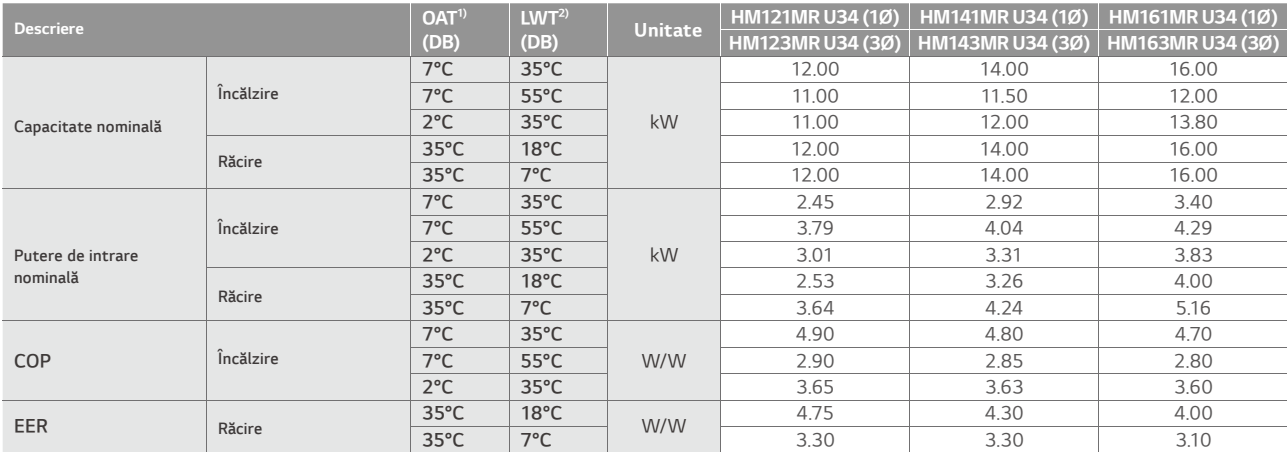 Descriere OAT1) (DB) LWT2) (DB) Unitate HM121MR U34 (1Ø) HM141MR U34 (1Ø) HM161MR U34 (1Ø)
HM123MR U34 (3Ø) HM143MR U34 (3Ø) HM163MR U34 (3Ø)
Capacitate nominală Încălzire 7°C 35°C kW 12.00 14.00 16.00
7°C 55°C 11.00 11.50 12.00
2°C 35°C 11.00 12.00 13.80
Răcire 35°C 18°C 12.00 14.00 16.00
35°C 7°C 12.00 14.00 16.00
Putere de intrare nominală Încălzire 7°C 35°C kW 2.45 2.92 3.40
7°C 55°C 3.79 4.04 4.29
2°C 35°C 3.01 3.31 3.83
Răcire 35°C 18°C 2.53 3.26 4.00
35°C 7°C 3.64 4.24 5.16
COP Încălzire 7°C 35°C W/W 4.90 4.80 4.70
7°C 55°C 2.90 2.85 2.80
2°C 35°C 3.65 3.63 3.60
EER Răcire 35°C 18°C W/W 4.75 4.30 4.00
35°C 7°C 3.30 3.30 3.10